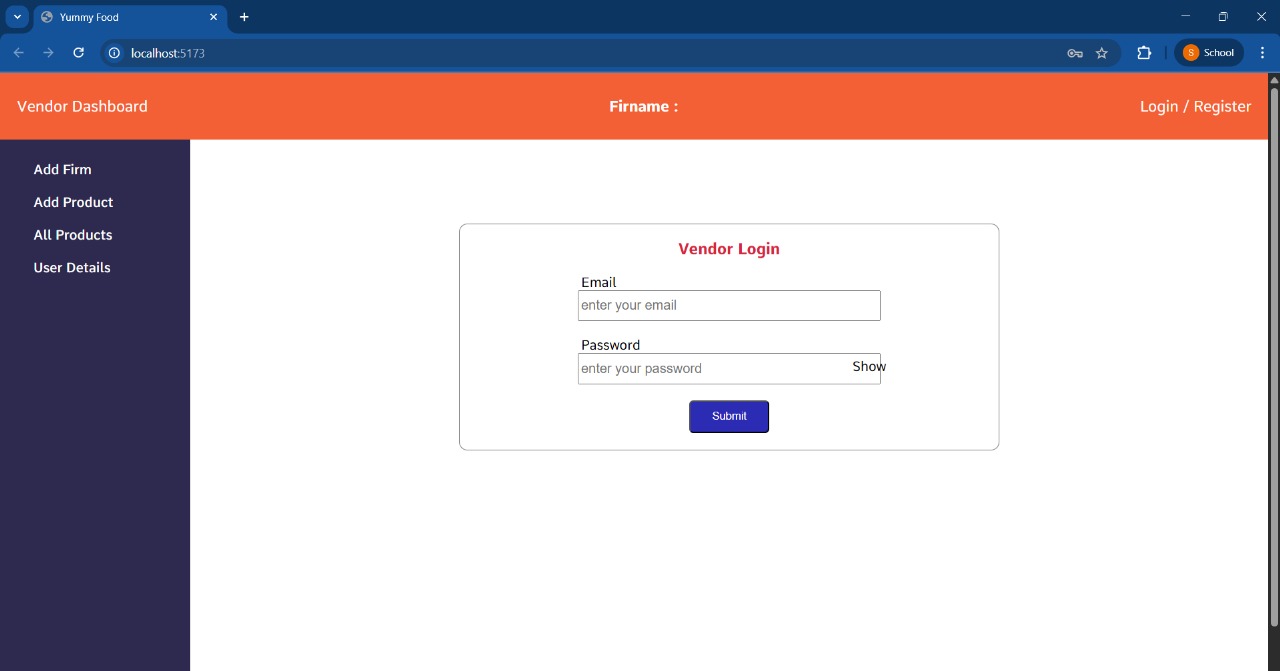 Yummy Food
localhost:5173
S School
Vendor Dashboard
Firname :
Login / Register
Add Firm
Add Product
All Products
User Details
Vendor Login
Email
enter your email
Password
enter your password
Show
Submit